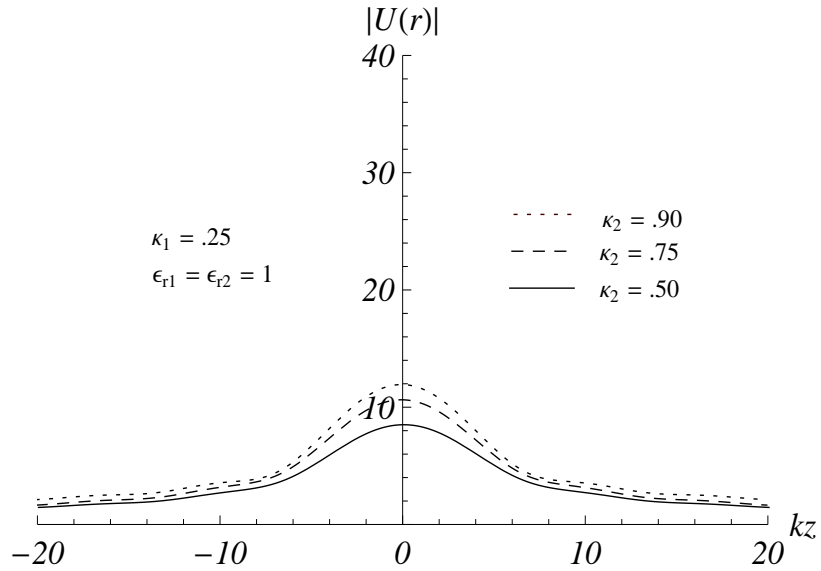 |U(r)|
40
30
20
10
κ₁ = .25
ϵᵣ₁ = ϵᵣ₂ = 1
κ₂ = .90
κ₂ = .75
κ₂ = .50
−20 −10 0 10 20 kz